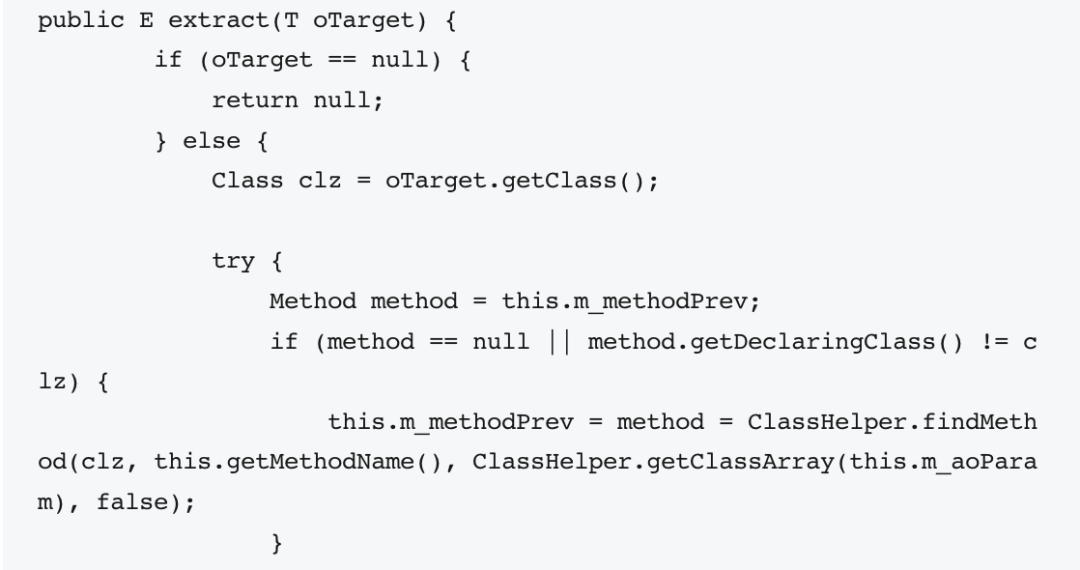 public E extract(T oTarget) {
        if (oTarget == null) {
            return null;
        } else {
            Class clz = oTarget.getClass();

            try {
                Method method = this.m_methodPrev;
                if (method == null || method.getDeclaringClass() != c
lz) {
                    this.m_methodPrev = method = ClassHelper.findMeth
od(clz, this.getMethodName(), ClassHelper.getClassArray(this.m_aoPara
m), false);
                }